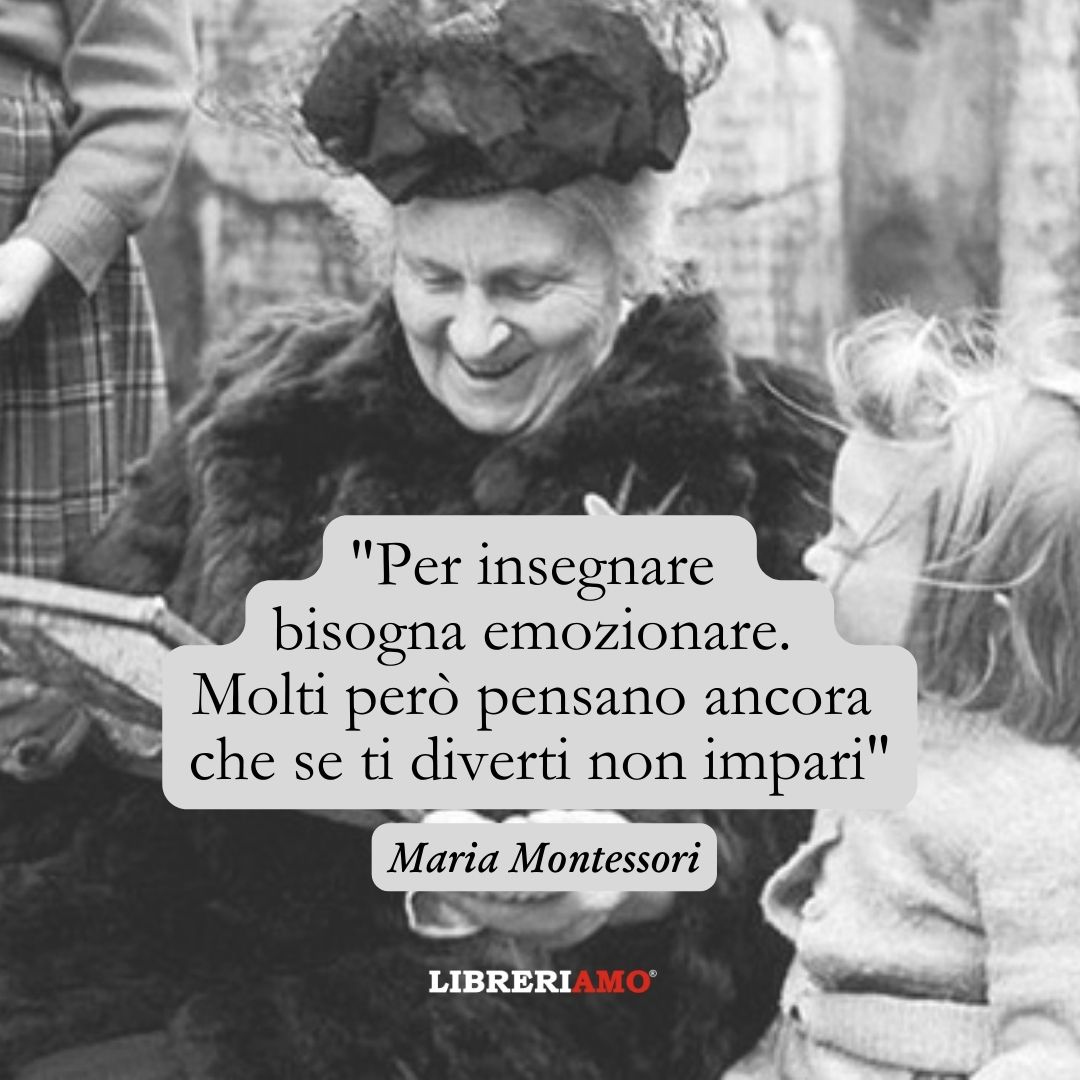 "Per insegnare
bisogna emozionare.
Molti però pensano ancora
che se ti diverti non impari"
Maria Montessori
LIBRERIAMO®